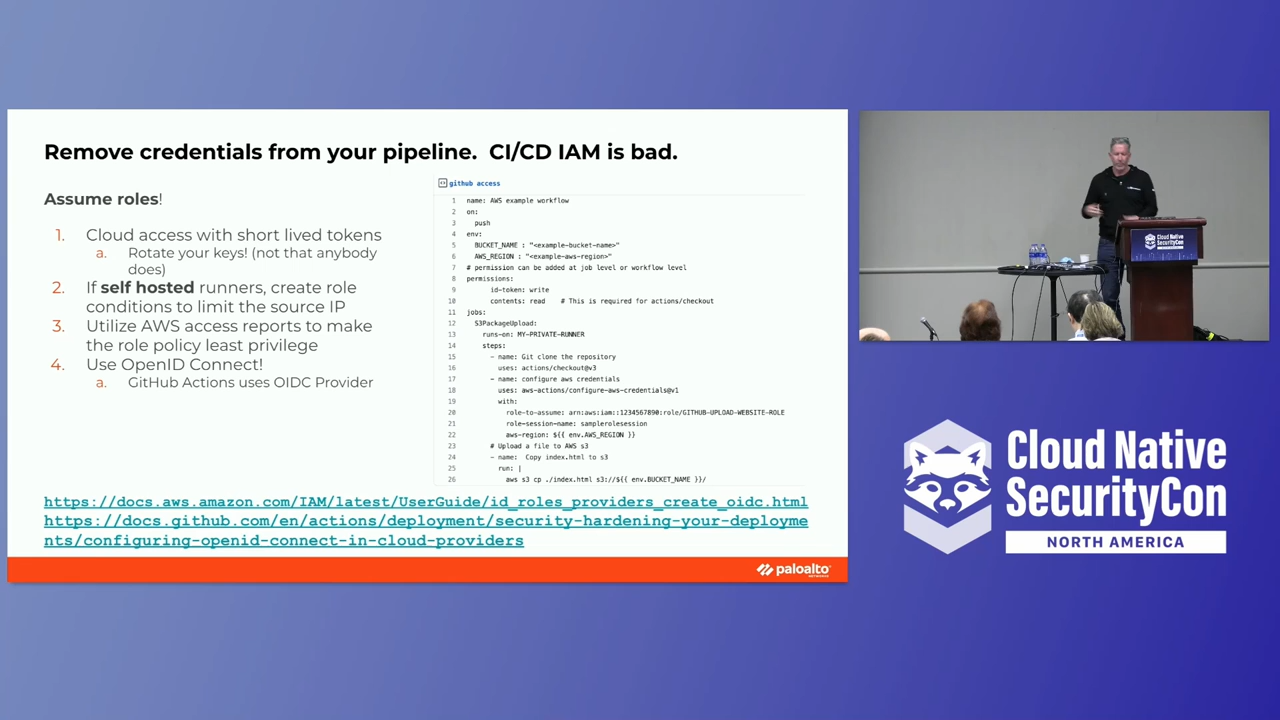 Remove credentials from your pipeline.  CI/CD IAM is bad.
Assume roles!
1. Cloud access with short lived tokens
a. Rotate your keys! (not that anybody
does)
2. If self hosted runners, create role
conditions to limit the source IP
3. Utilize AWS access reports to make
the role policy least privilege
4. Use OpenID Connect!
a. GitHub Actions uses OIDC Provider
github access
1 name: AWS example workflow
2 on:
3   push
4 env:
5   BUCKET_NAME : "<example-bucket-name>"
6   AWS_REGION : "<example-aws-region>"
7 # permission can be added at job level or workflow level
8 permissions:
9       id-token: write
10       contents: read    # This is required for actions/checkout
11 jobs:
12   S3PackageUpload:
13     runs-on: MY-PRIVATE-RUNNER
14     steps:
15       - name: Git clone the repository
16         uses: actions/checkout@v3
17       - name: configure aws credentials
18         uses: aws-actions/configure-aws-credentials@v1
19         with:
20           role-to-assume: arn:aws:iam::1234567890:role/GITHUB-UPLOAD-WEBSITE-ROLE
21           role-session-name: samplerolesession
22           aws-region: ${{ env.AWS_REGION }}
23       # Upload a file to AWS s3
24       - name:  Copy index.html to s3
25         run: |
26           aws s3 cp ./index.html s3://${{ env.BUCKET_NAME }}/
https://docs.aws.amazon.com/IAM/latest/UserGuide/id_roles_providers_create_oidc.html
https://docs.github.com/en/actions/deployment/security-hardening-your-deployme
nts/configuring-openid-connect-in-cloud-providers
paloalto
NETWORKS
Cloud Native
SecurityCon
Cloud Native
SecurityCon
NORTH AMERICA